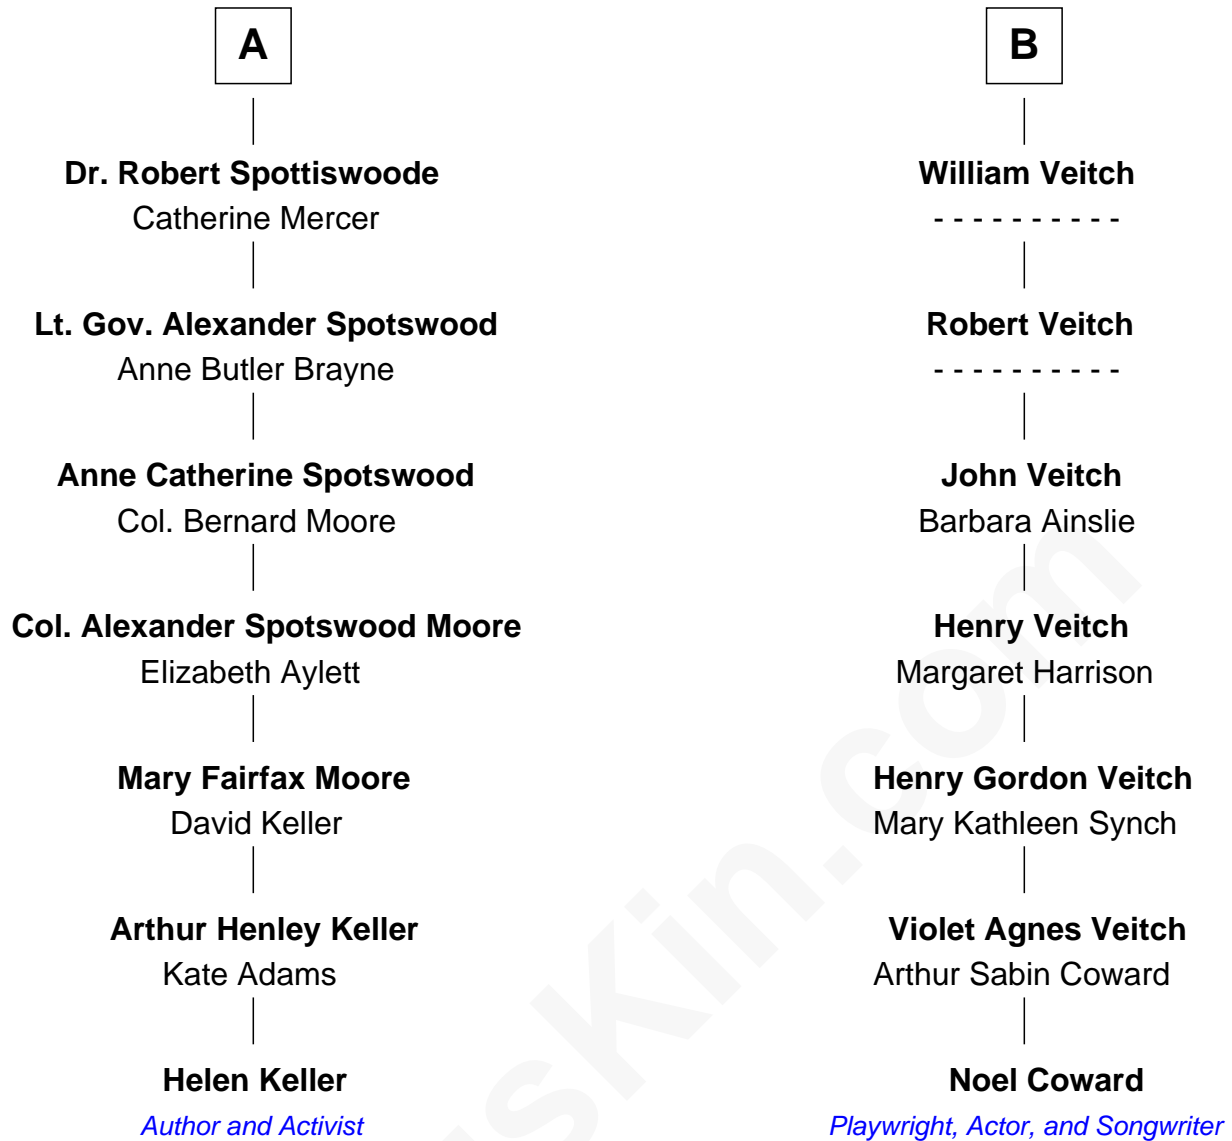 A
Dr. Robert Spottiswoode
Catherine Mercer
Lt. Gov. Alexander Spotswood
Anne Butler Brayne
Anne Catherine Spotswood
Col. Bernard Moore
Col. Alexander Spotswood Moore
Elizabeth Aylett
Mary Fairfax Moore
David Keller
Arthur Henley Keller
Kate Adams
Helen Keller
Author and Activist
B
William Veitch
- - - - - - - - - -
Robert Veitch
- - - - - - - - - -
John Veitch
Barbara Ainslie
Henry Veitch
Margaret Harrison
Henry Gordon Veitch
Mary Kathleen Synch
Violet Agnes Veitch
Arthur Sabin Coward
Noel Coward
Playwright, Actor, and Songwriter
sKin.com